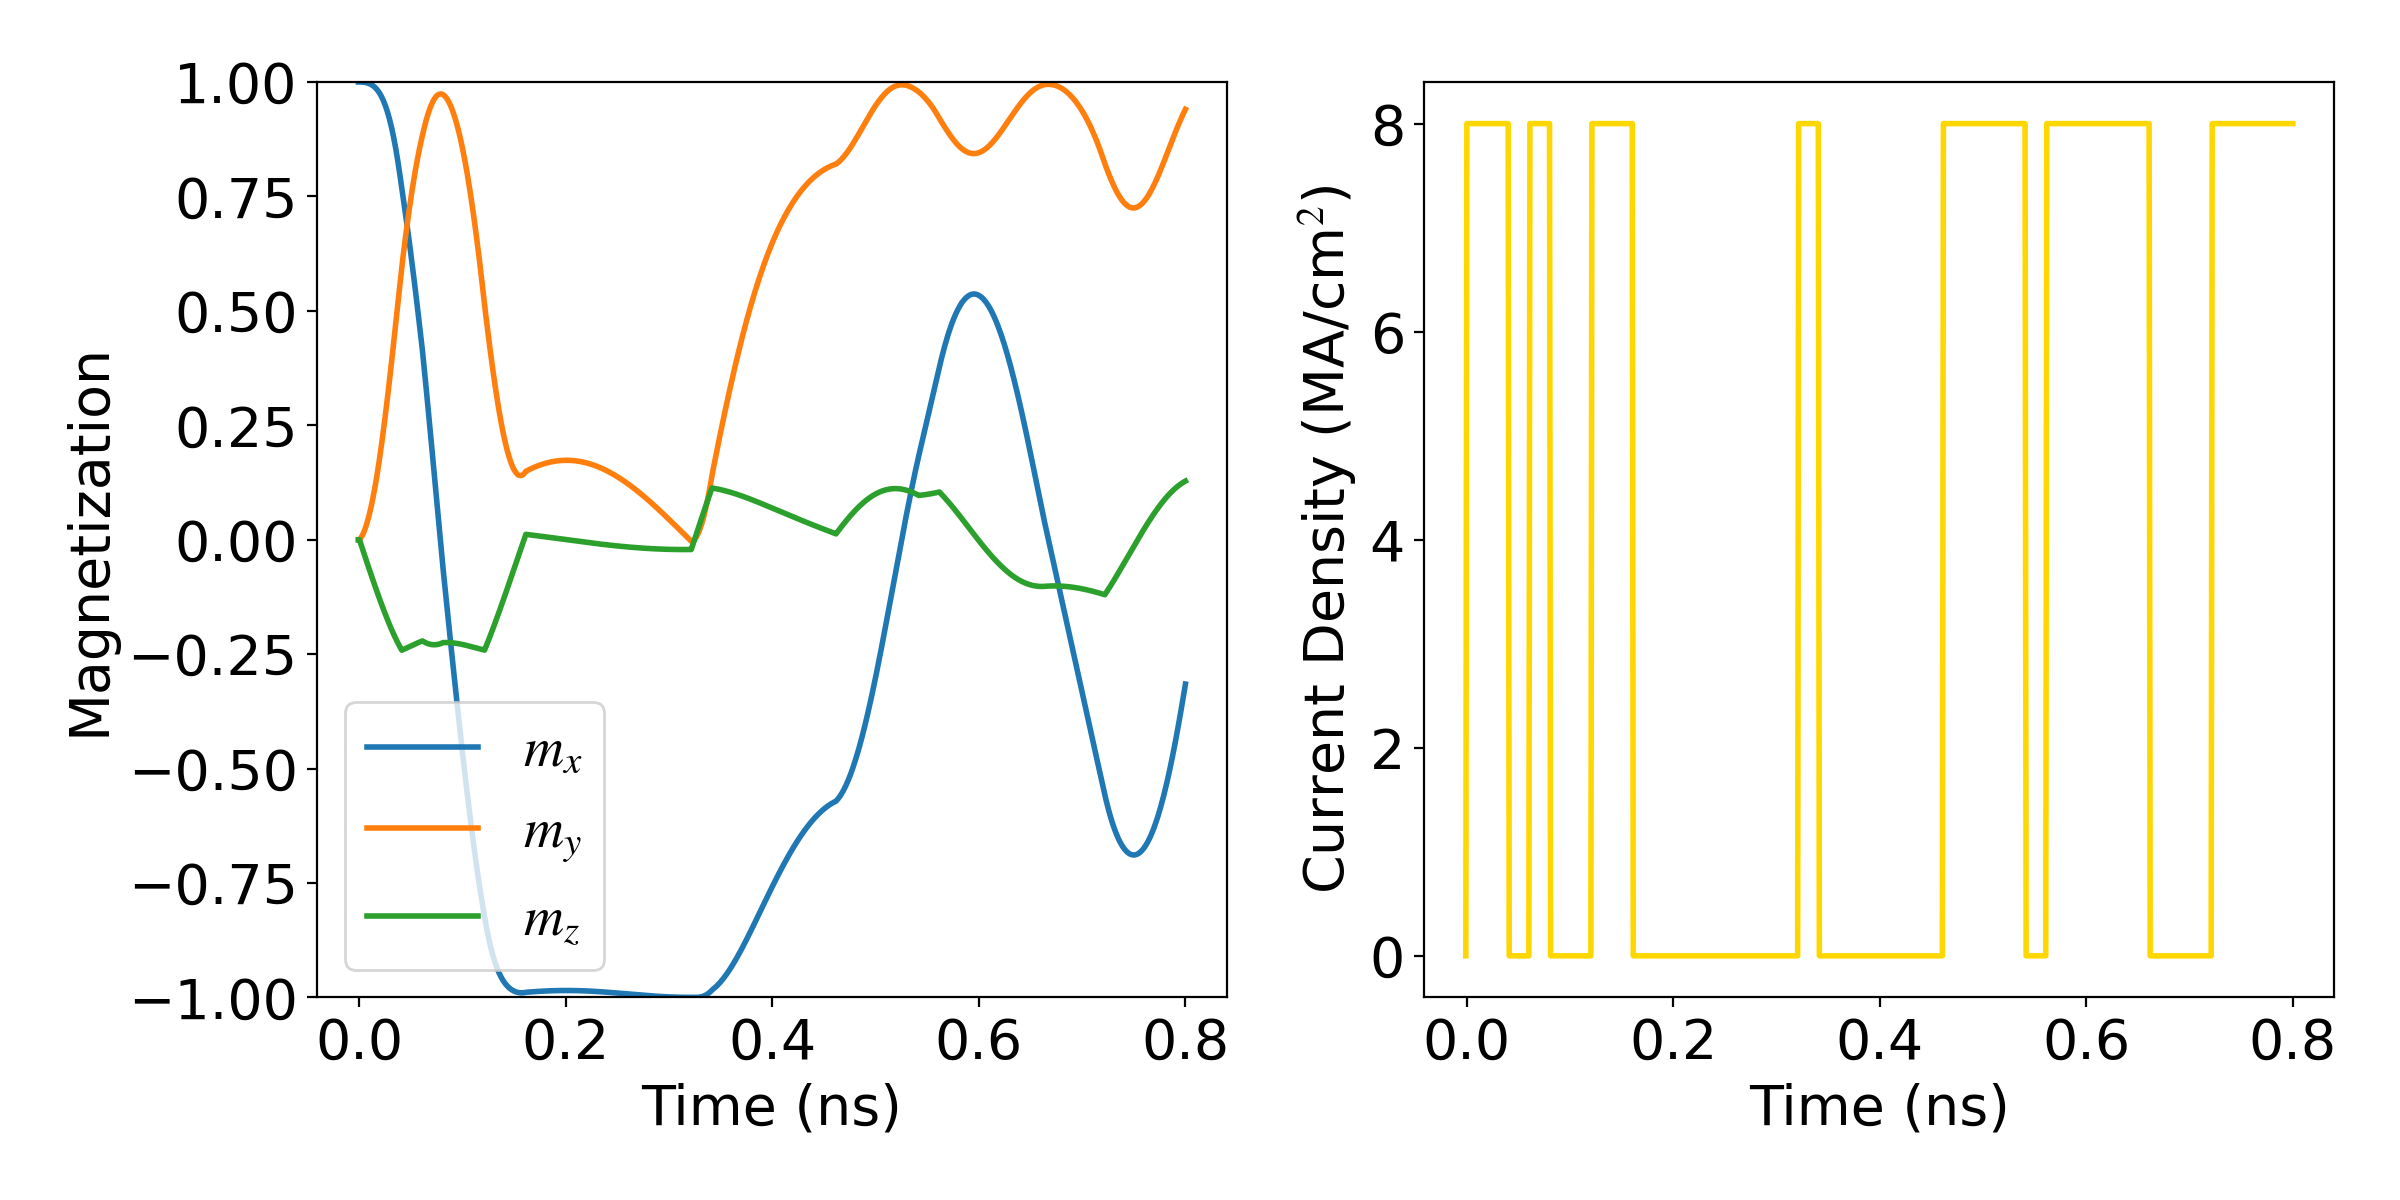 Magnetization
1.00
0.75
0.50
0.25
0.00
−0.25
−0.50
−0.75
−1.00
0.0 0.2 0.4 0.6 0.8
Time (ns)
m_x
m_y
m_z
Current Density (MA/cm²)
8
6
4
2
0
0.0 0.2 0.4 0.6 0.8
Time (ns)